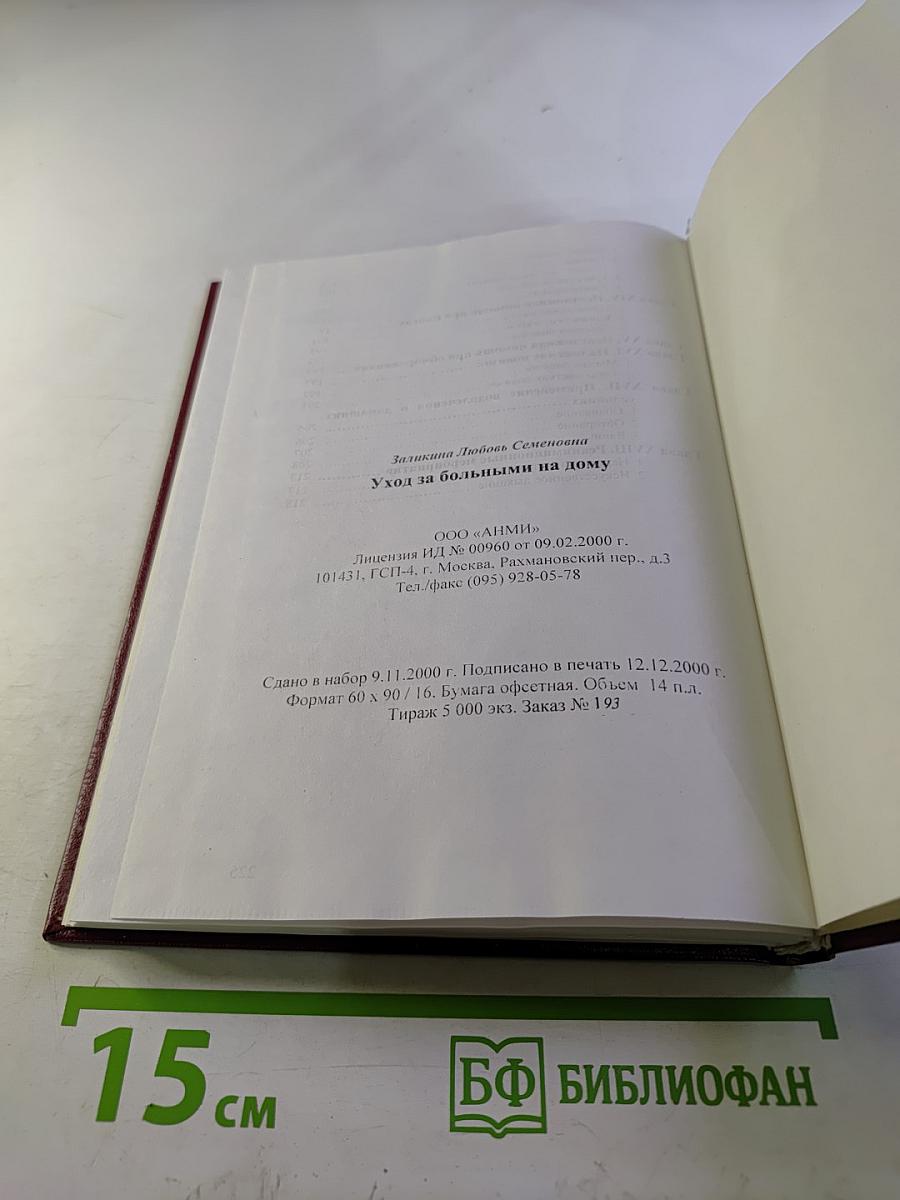 Заликина Любовь Семеновна
Уход за больными на дому
ООО «АНМИ»
Лицензия ИД № 00960 от 09.02.2000 г.
101431, ГСП-4, г. Москва, Рахмановский пер., д.3
Тел./факс (095) 928-05-78
Сдано в набор 9.11.2000 г. Подписано в печать 12.12.2000 г.
Формат 60 х 90 / 16. Бумага офсетная. Объем 14 п.л.
Тираж 5 000 экз. Заказ № 193
15 см
БФ БИБЛИОФАН